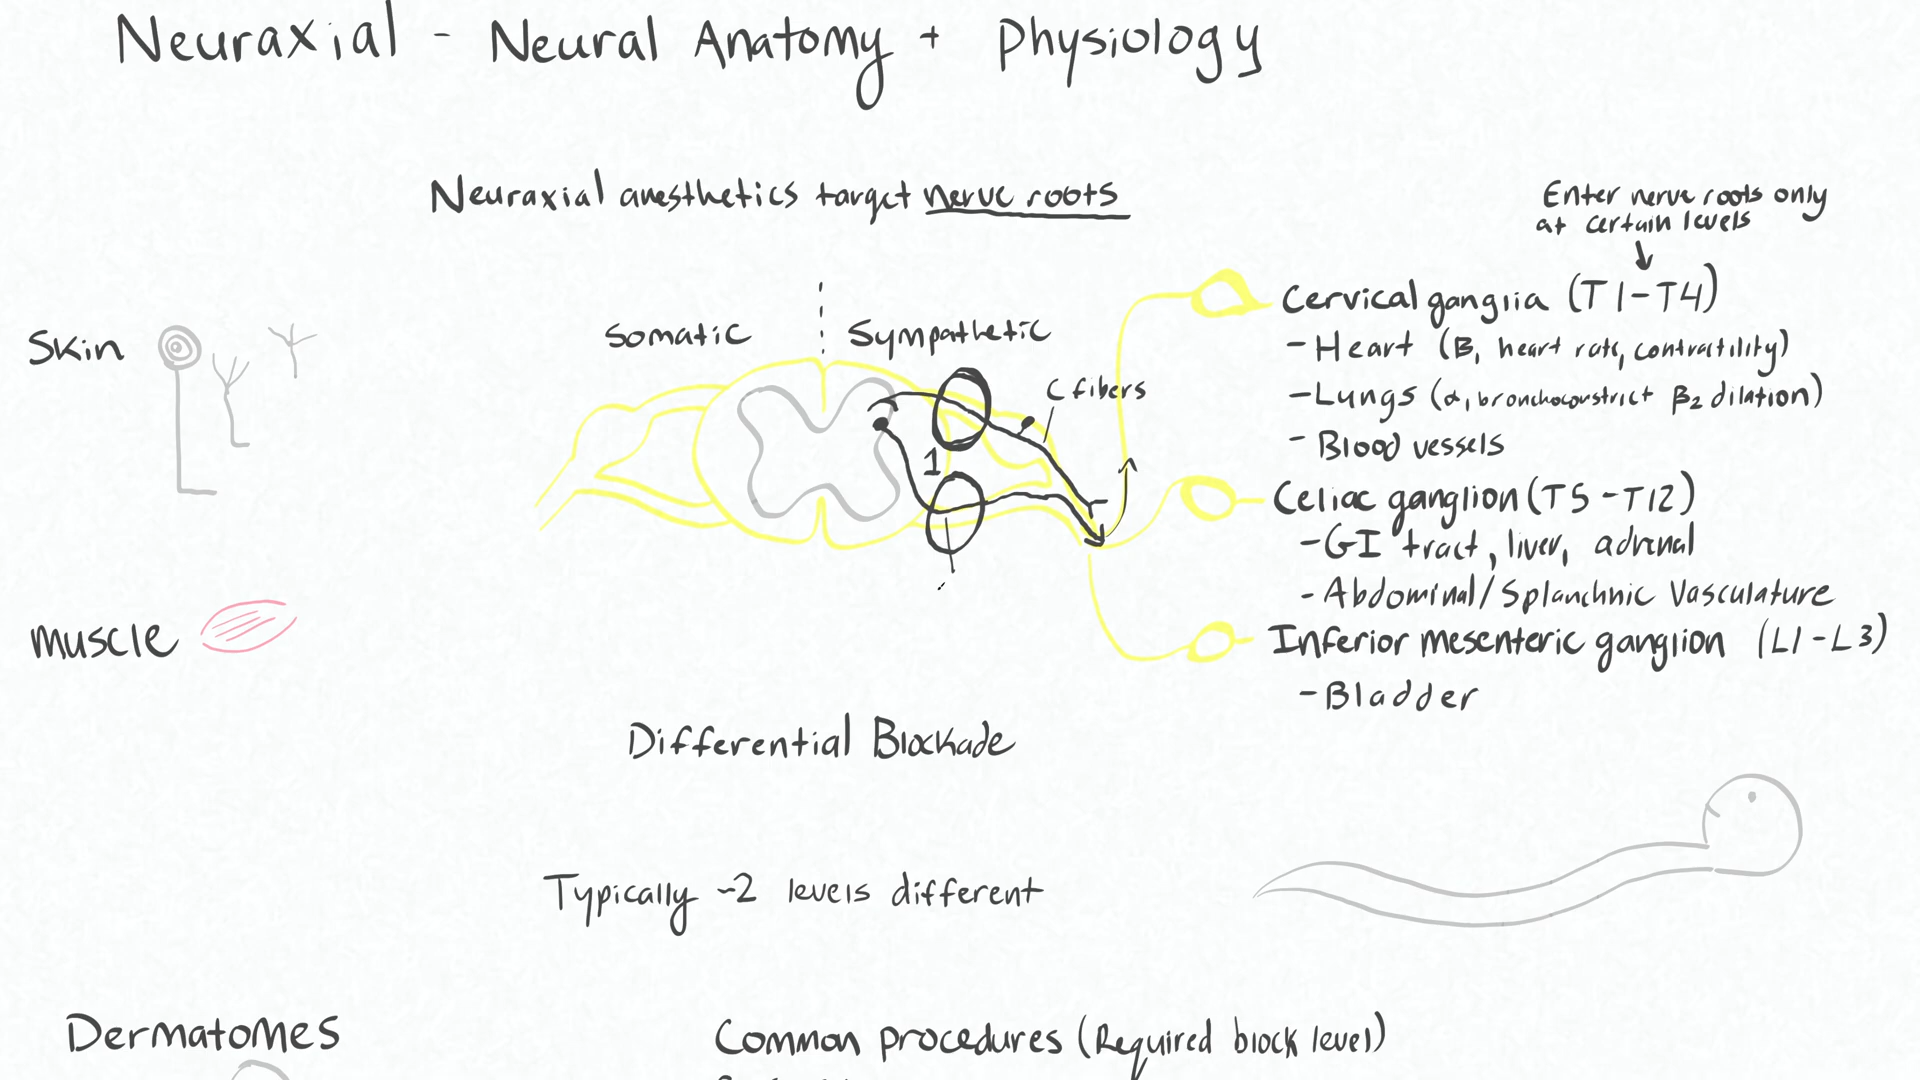 Neuraxial - Neural Anatomy + Physiology
Neuraxial anesthetics target nerve roots
Enter nerve roots only
at certain levels
Somatic
Sympathetic
Skin
C fibers
1
Cervical ganglia (T1-T4)
- Heart (B, heart rate, contractility)
- Lungs (α, bronchoconstrict β2 dilation)
- Blood vessels
Celiac ganglion (T5-T12)
- GI tract, liver, adrenal
- Abdominal/Splanchnic Vasculature
Inferior mesenteric ganglion (L1-L3)
- Bladder
muscle
Differential Blockade
Typically ~2 levels different
Dermatomes
Common procedures (Required block level)